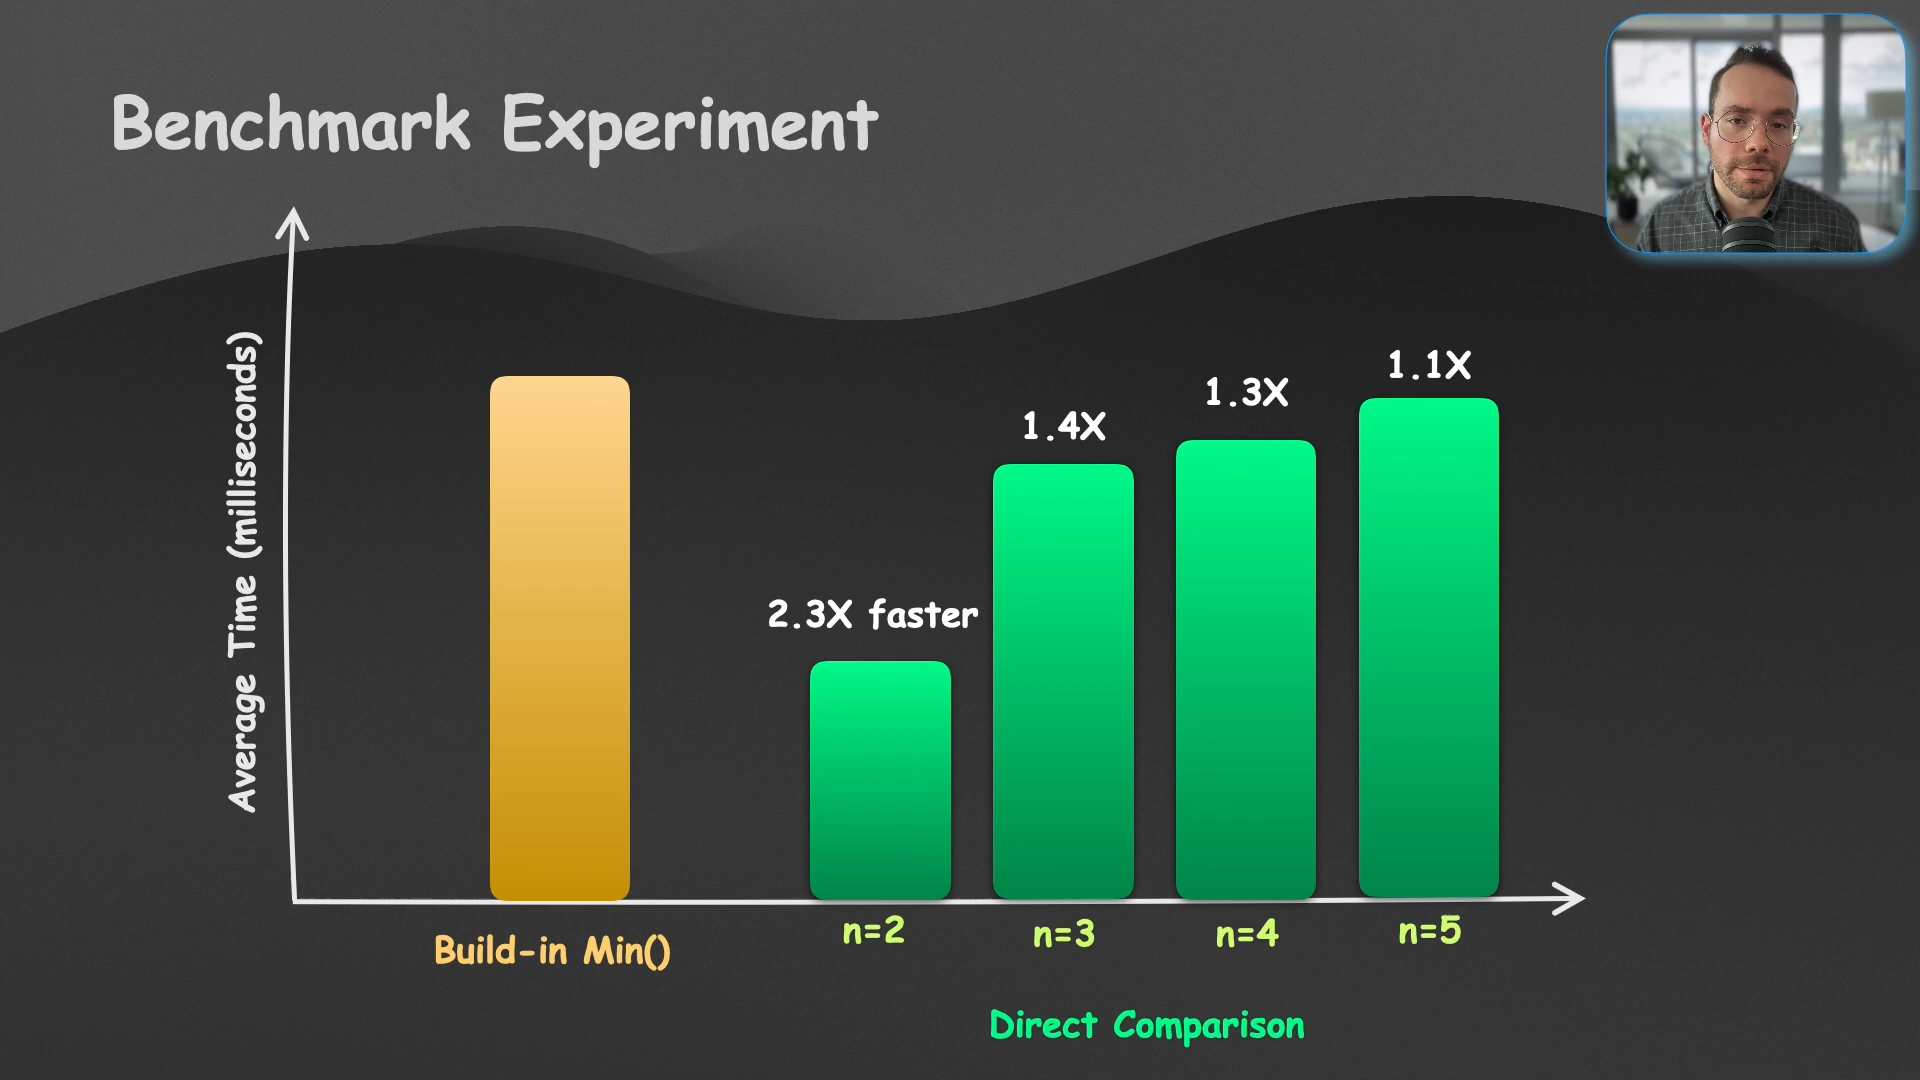 Benchmark Experiment
Average Time (milliseconds)
2.3X faster
1.4X
1.3X
1.1X
Build-in Min()
n=2
n=3
n=4
n=5
Direct Comparison